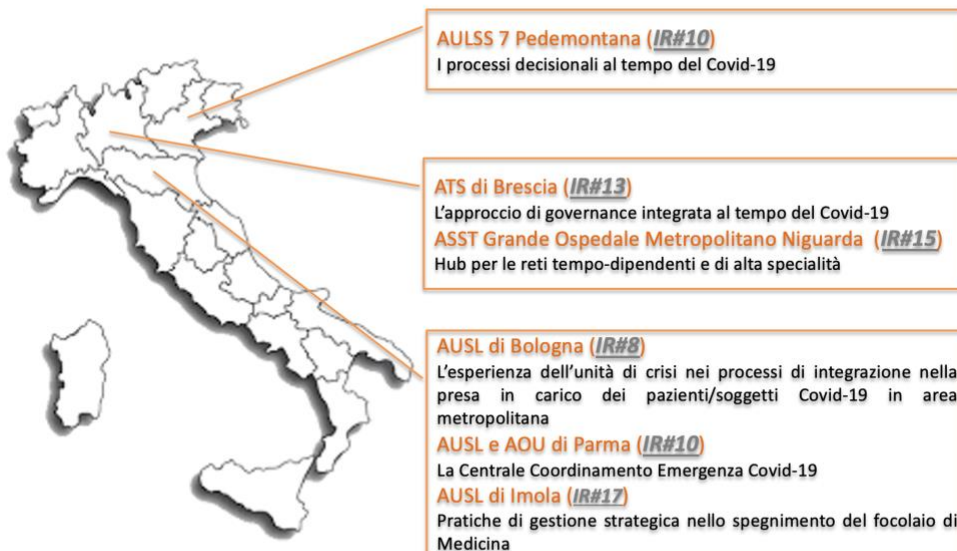 AULSS 7 Pedemontana (IR#10)
I processi decisionali al tempo del Covid-19
ATS di Brescia (IR#13)
L'approccio di governance integrata al tempo del Covid-19
ASST Grande Ospedale Metropolitano Niguarda (IR#15)
Hub per le reti tempo-dipendenti e di alta specialità
AUSL di Bologna (IR#8)
L'esperienza dell'unità di crisi nei processi di integrazione nella
presa in carico dei pazienti/soggetti Covid-19 in area
metropolitana
AUSL e AOU di Parma (IR#10)
La Centrale Coordinamento Emergenza Covid-19
AUSL di Imola (IR#17)
Pratiche di gestione strategica nello spegnimento del focolaio di
Medicina